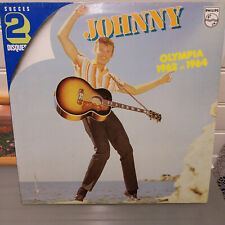 SUCCES
2
DISQUES
JOHNNY
PHILIPS
OLYMPIA
1962 - 1964